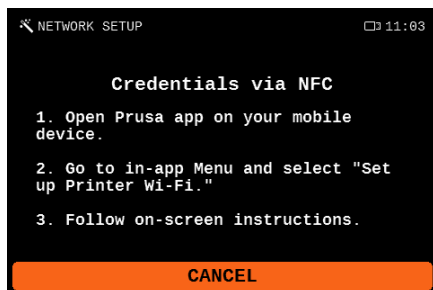 NETWORK SETUP
11:03
Credentials via NFC
1. Open Prusa app on your mobile
device.
2. Go to in-app Menu and select "Set
up Printer Wi-Fi."
3. Follow on-screen instructions.
CANCEL